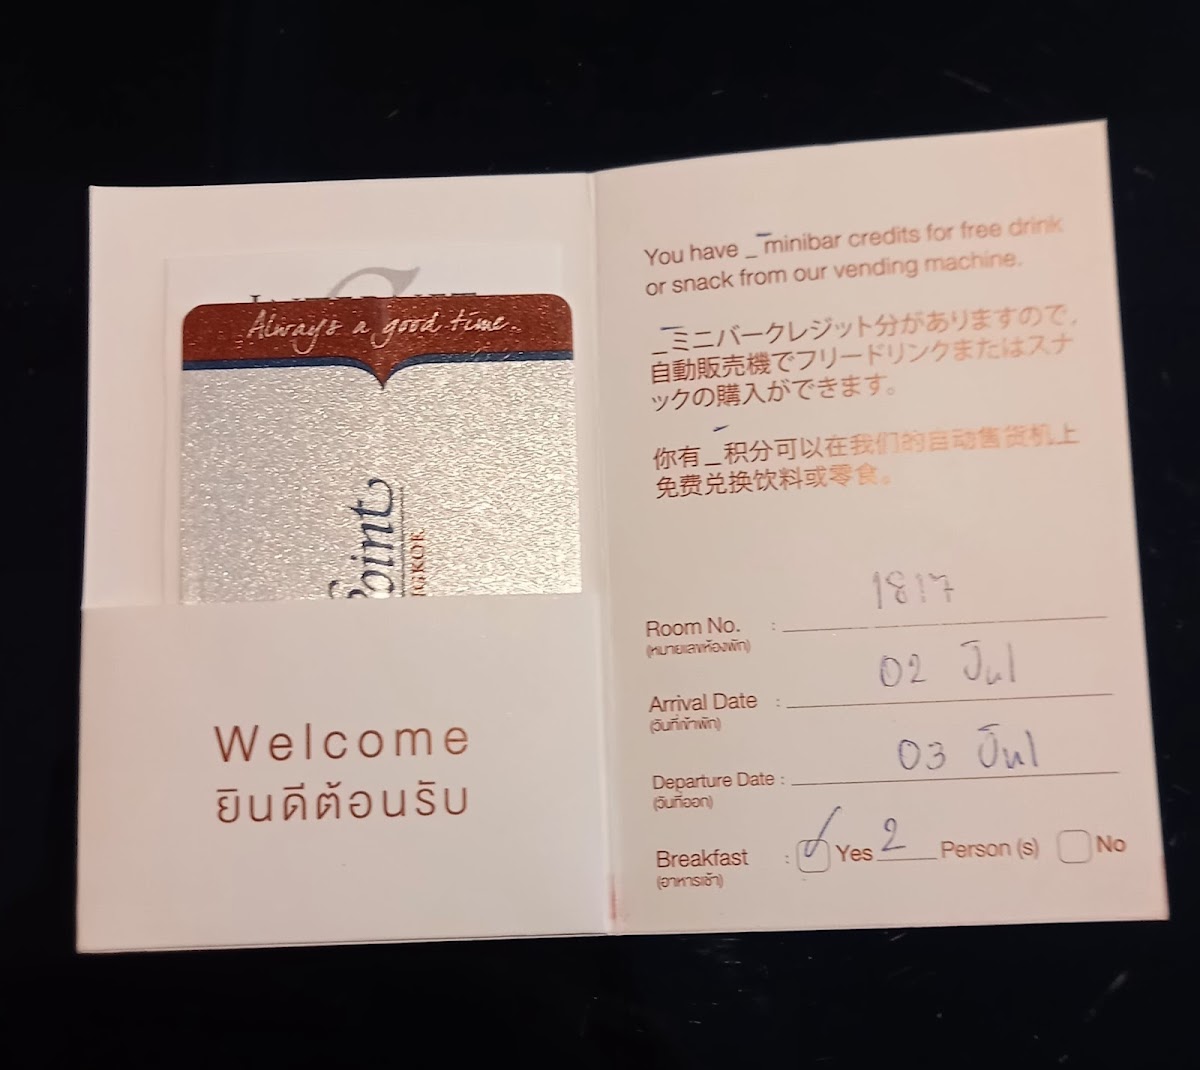 Always a good time.
Point
Welcome
ยินดีต้อนรับ
You have _ minibar credits for free drink
or snack from our vending machine.
_ミニバークレジット分がありますので,
自動販売機でフリードリンクまたはスナ
ックの購入ができます。
你有_积分可以在我们的自动售货机上
免费兑换饮料或零食。
Room No. : 1817
(หมายเลขห้องพัก)
Arrival Date : 02 Jul
(วันที่เข้าพัก)
Departure Date : 03 Jul
(วันที่ออก)
Breakfast : ✓ Yes 2 Person (s) No
(อาหารเช้า)